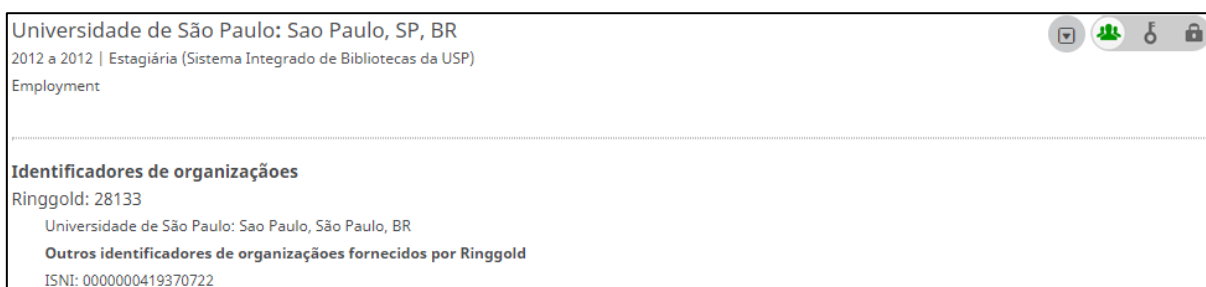 Universidade de São Paulo: Sao Paulo, SP, BR
2012 a 2012 | Estagiária (Sistema Integrado de Bibliotecas da USP)
Employment
Identificadores de organizaçãoes
Ringgold: 28133
Universidade de São Paulo: Sao Paulo, São Paulo, BR
Outros identificadores de organizaçãoes fornecidos por Ringgold
ISNI: 0000000419370722